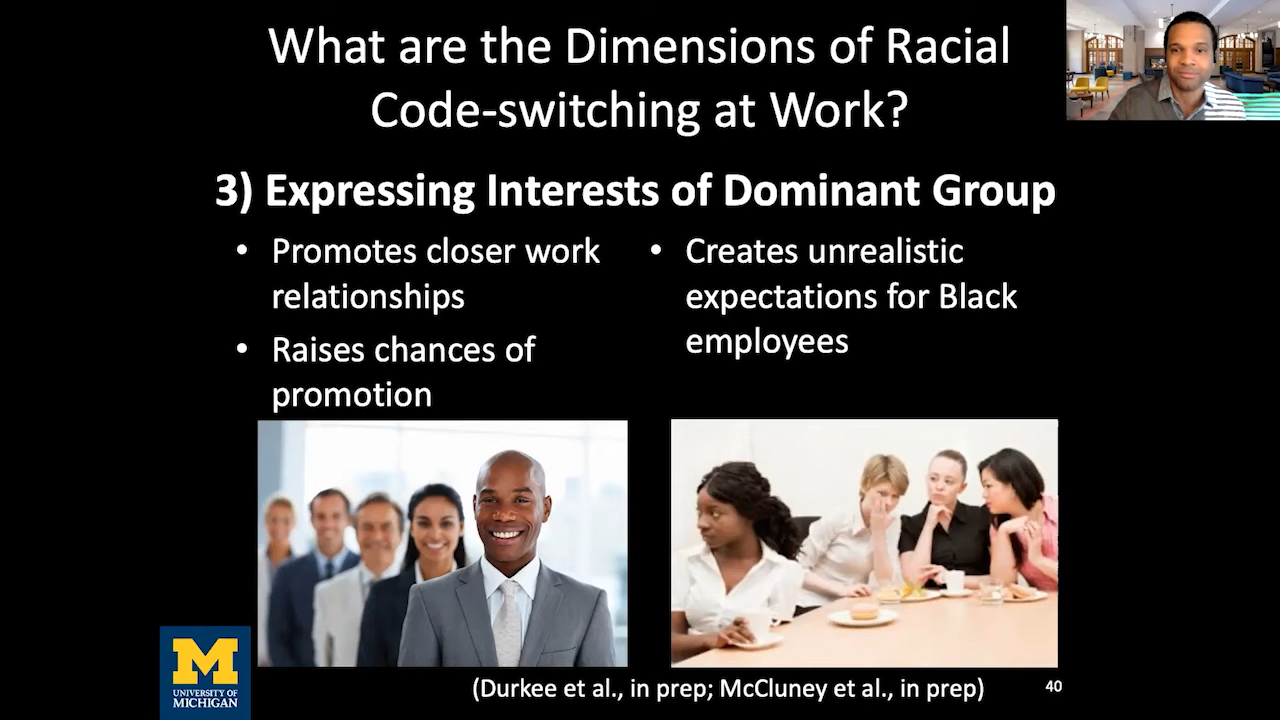 What are the Dimensions of Racial
Code-switching at Work?
3) Expressing Interests of Dominant Group
• Promotes closer work
relationships
• Raises chances of
promotion
• Creates unrealistic
expectations for Black
employees
M
UNIVERSITY OF
MICHIGAN
(Durkee et al., in prep; McCluney et al., in prep)
40